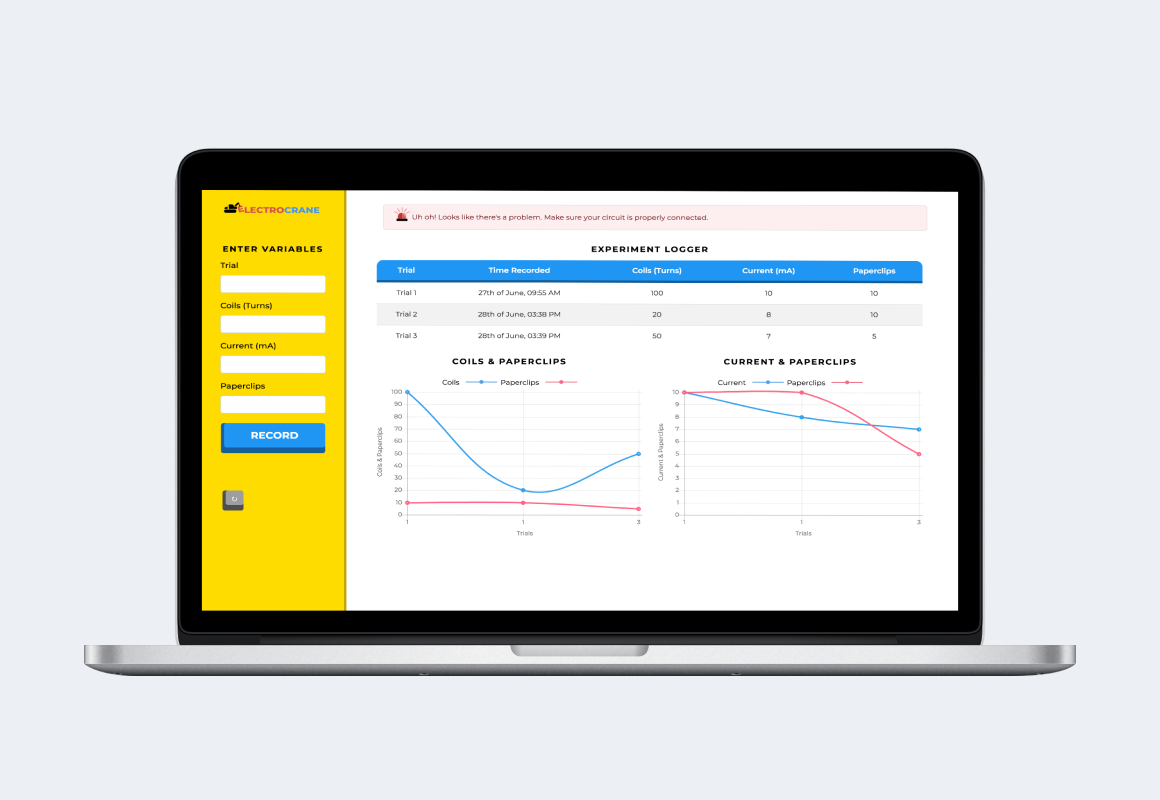 ELECTROCRANE
ENTER VARIABLES
Trial
Coils (Turns)
Current (mA)
Paperclips
RECORD
Uh oh! Looks like there's a problem. Make sure your circuit is properly connected.
EXPERIMENT LOGGER
Trial Time Recorded Coils (Turns) Current (mA) Paperclips
Trial 1 27th of June, 09:55 AM 100 10 10
Trial 2 28th of June, 03:38 PM 20 8 10
Trial 3 28th of June, 03:39 PM 50 7 5
COILS & PAPERCLIPS
Coils Paperclips
100
90
80
70
60
50
40
30
20
10
0
Coils & Paperclips
1 1 3
Trials
CURRENT & PAPERCLIPS
Current Paperclips
10
9
8
7
6
5
4
3
2
1
0
Current & Paperclips
1 1 3
Trials